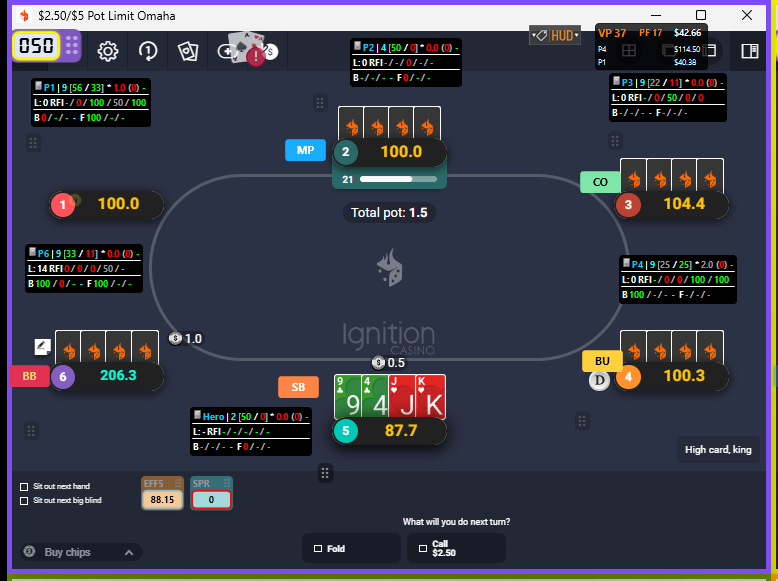 $2.50/$5 Pot Limit Omaha
050
HUD
VP 37 PF 17 $42.66
P4 $114.50
P1 $40.38
P1 | 9 [56 / 33] * 1.0 (0) -
L: 0 RFI - / 0 / 100 / 50 / 100
B 0 / - / - - F 100 / - / -
P2 | 4 [50 / 0] * 0.0 (0) -
L: 0 RFI - / - / - / - / -
B - / - / - - F 0 / - / -
P3 | 9 [22 / 11] * 0.0 (0) -
L: 0 RFI - / 0 / 50 / 0 / 0
B - / - / - - F - / - / -
MP
2 100.0
21
CO
3 104.4
1 100.0
Total pot: 1.5
P6 | 9 [33 / 11] * 0.0 (0) -
L: 14 RFI 0 / 0 / 0 / 50 / -
B 100 / 0 / - - F 100 / - / -
P4 | 9 [25 / 25] * 2.0 (0) -
L: 0 RFI - / 0 / 0 / 100 / 100
B 100 / - / - - F - / - / -
Ignition
CASINO
1.0
0.5
BB
6 206.3
BU
D
4 100.3
SB
9 4 J K
9 4 J K
5 87.7
Hero | 2 [50 / 0] * 0.0 (0) -
L: - RFI - / - / - / - / -
B - / - / - - F 0 / - / -
High card, king
Sit out next hand
Sit out next big blind
EFFS
88.15
SPR
0
What will you do next turn?
Buy chips
Fold
Call
$2.50